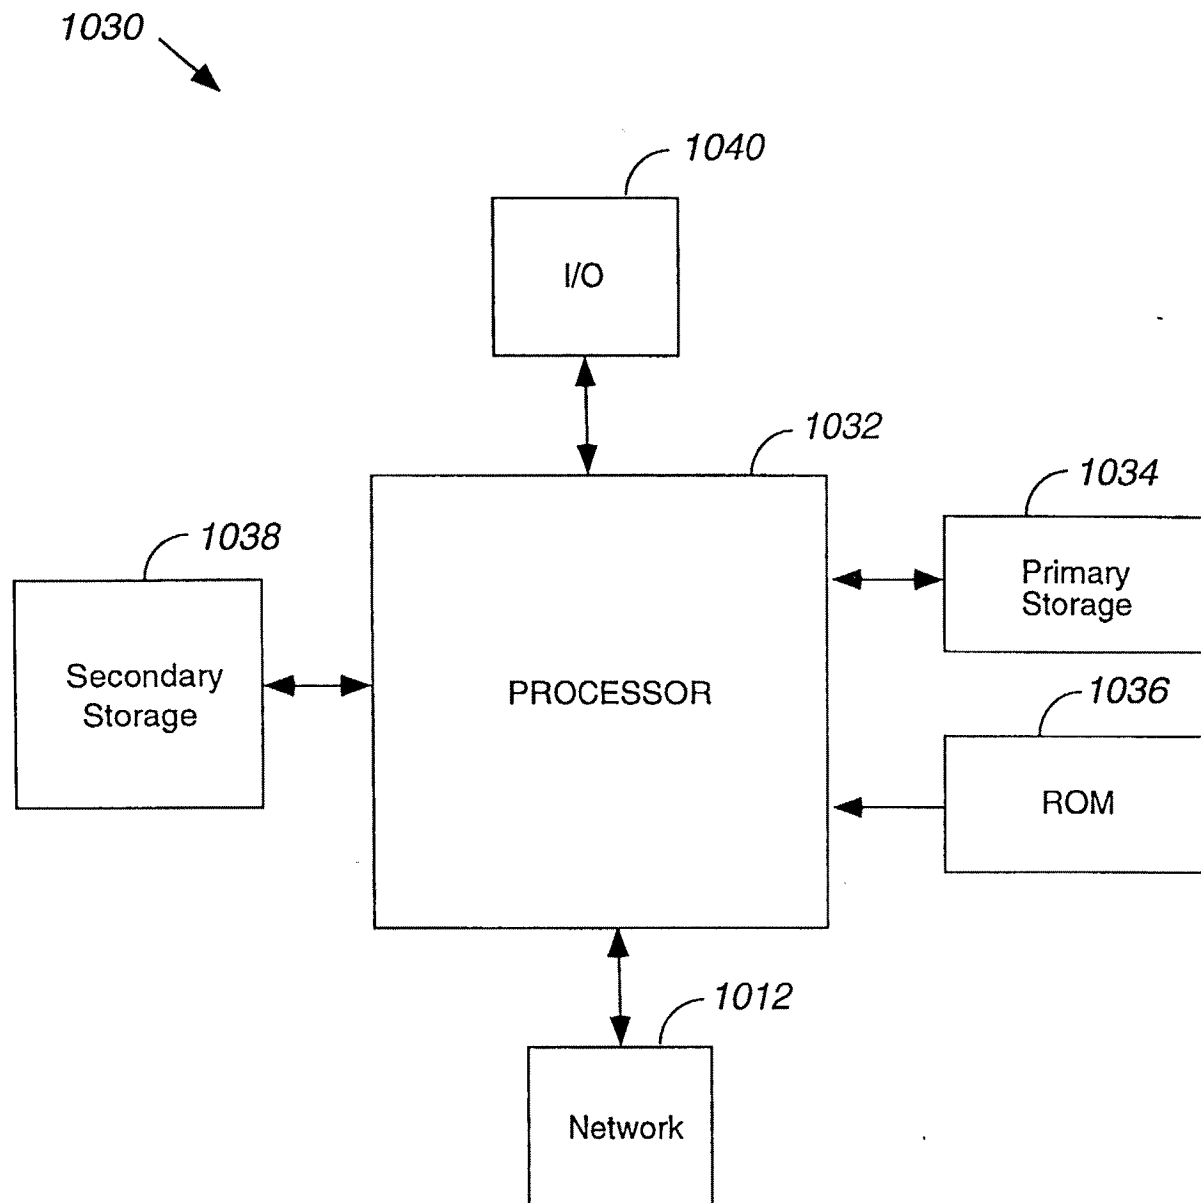 1030
1040
I/O
1032
1034
1038
Primary
Storage
Secondary
Storage
PROCESSOR
1036
ROM
1012
Network